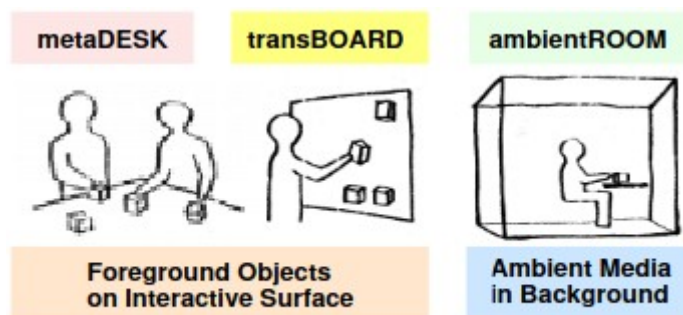 metaDESK
transBOARD
ambientROOM
Foreground Objects
on Interactive Surface
Ambient Media
in Background